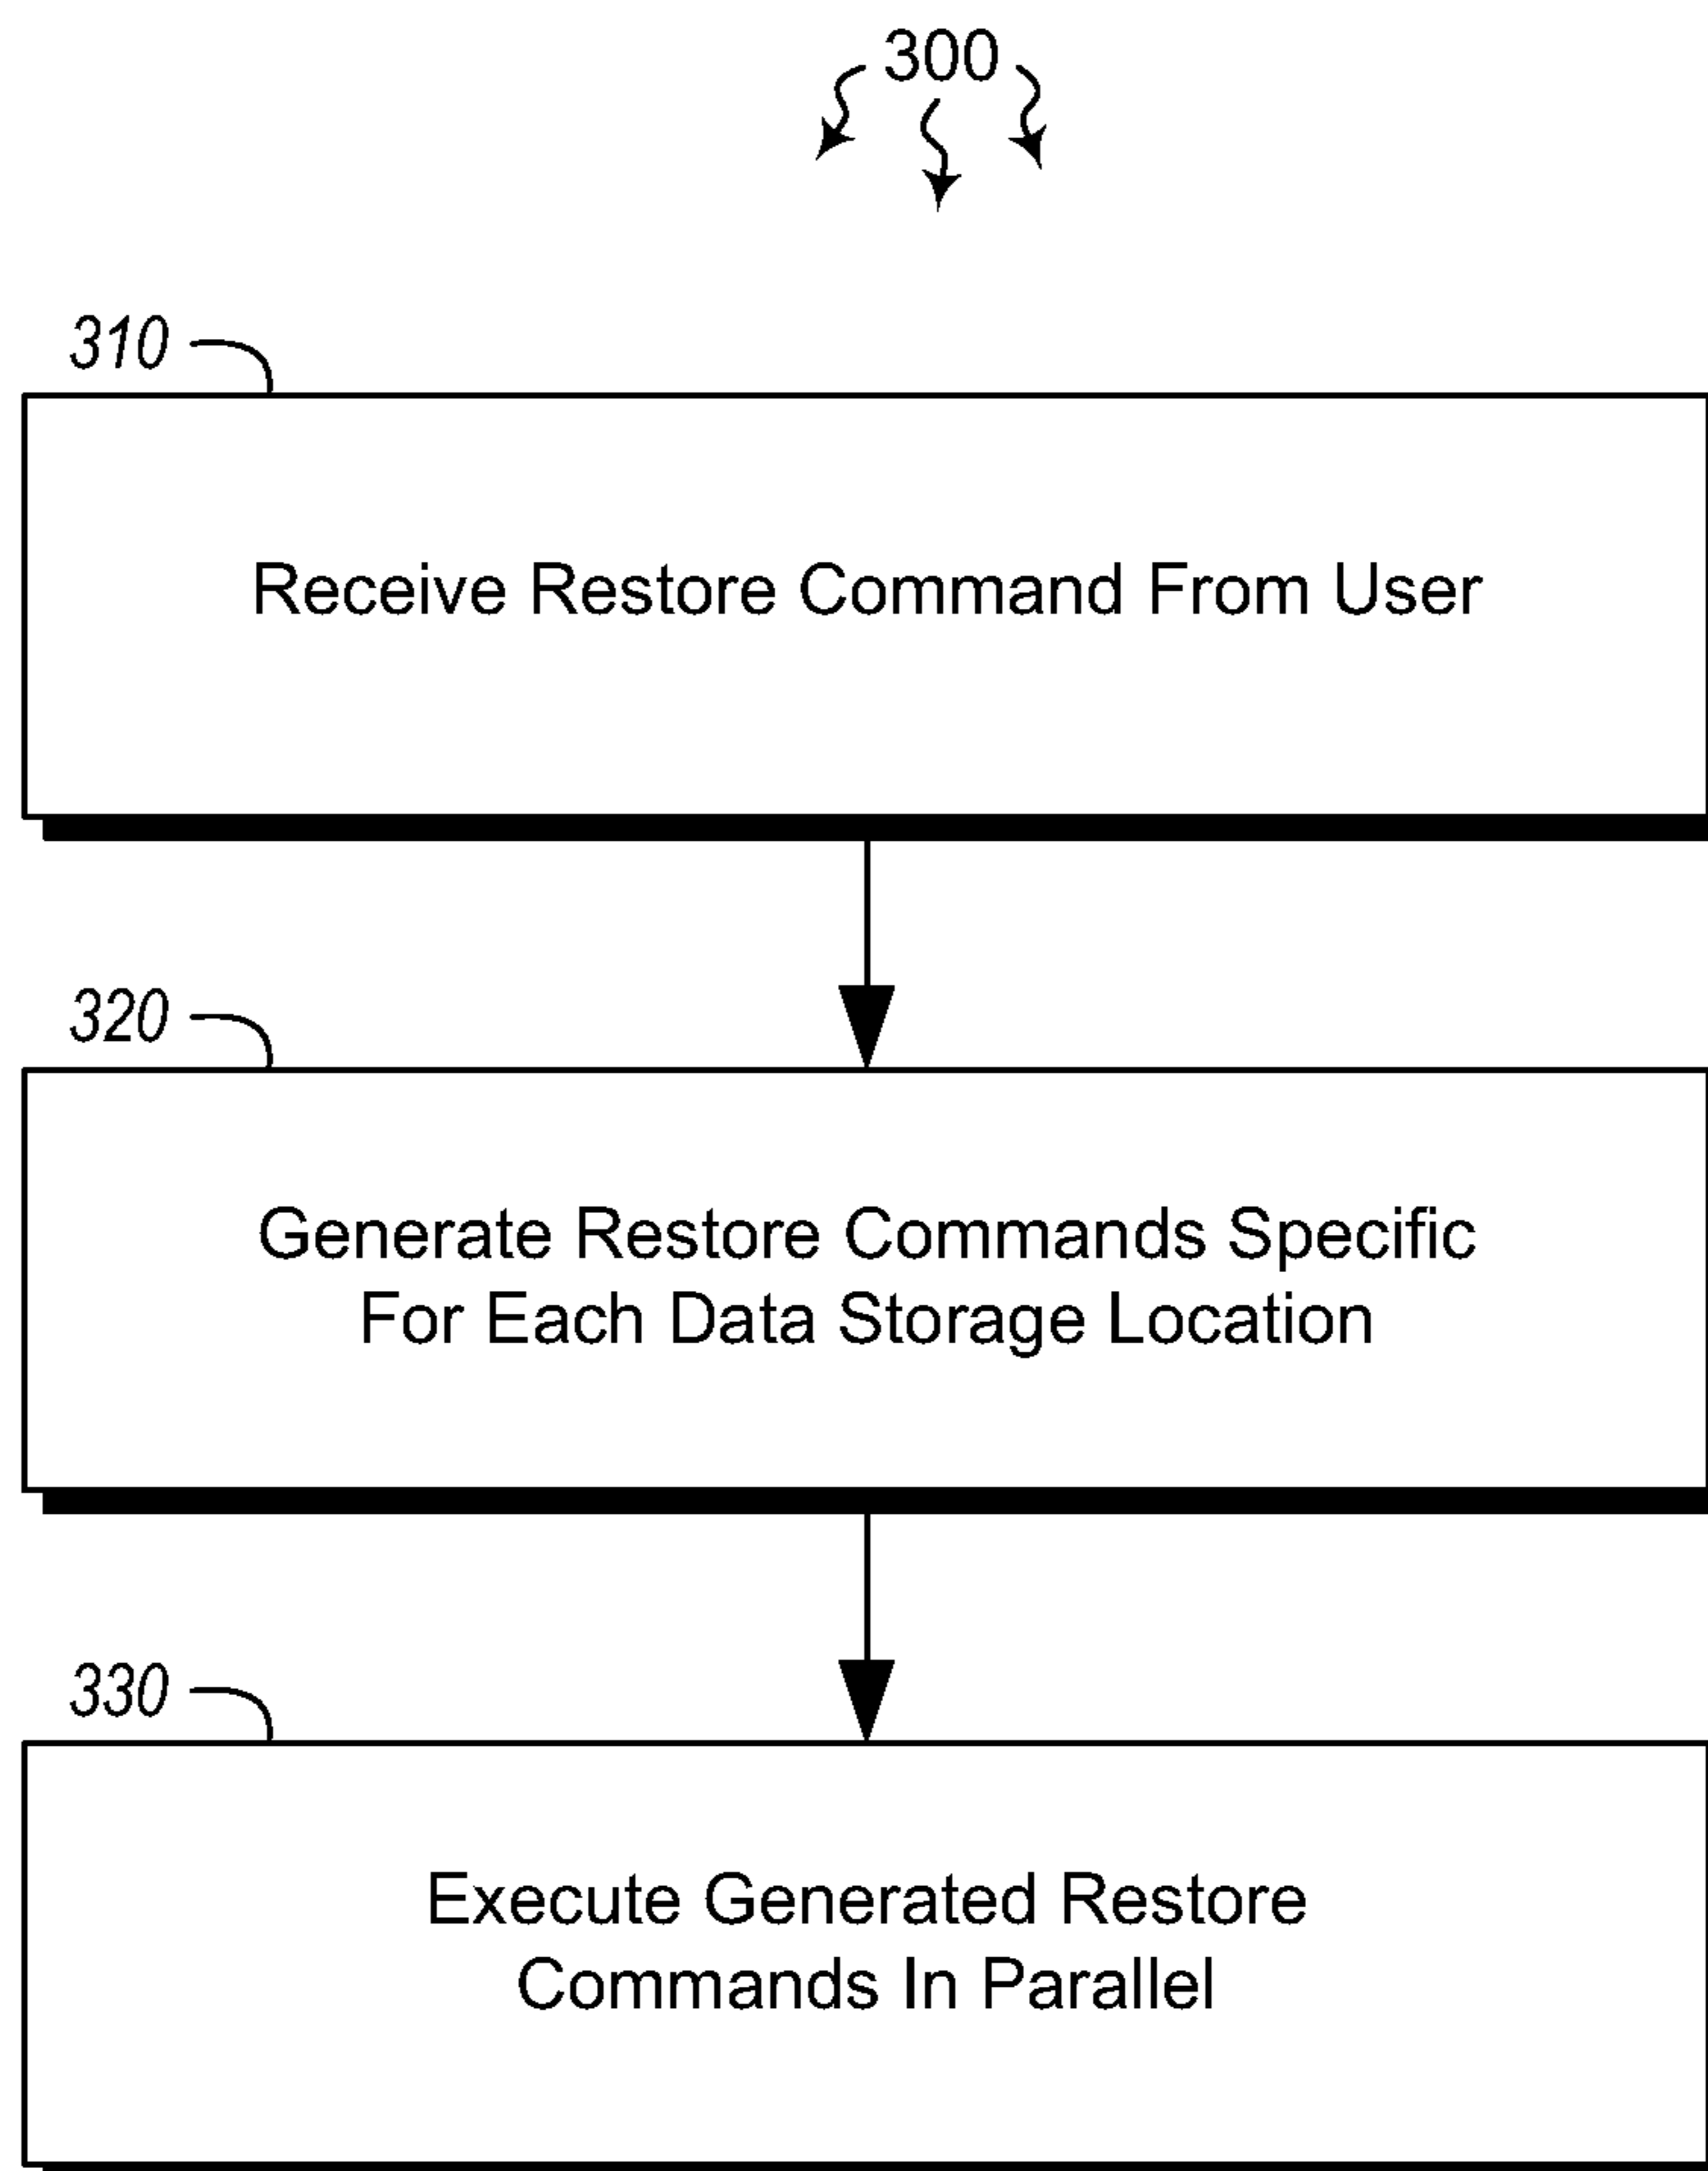 300
310
Receive Restore Command From User
320
Generate Restore Commands Specific
For Each Data Storage Location
330
Execute Generated Restore
Commands In Parallel